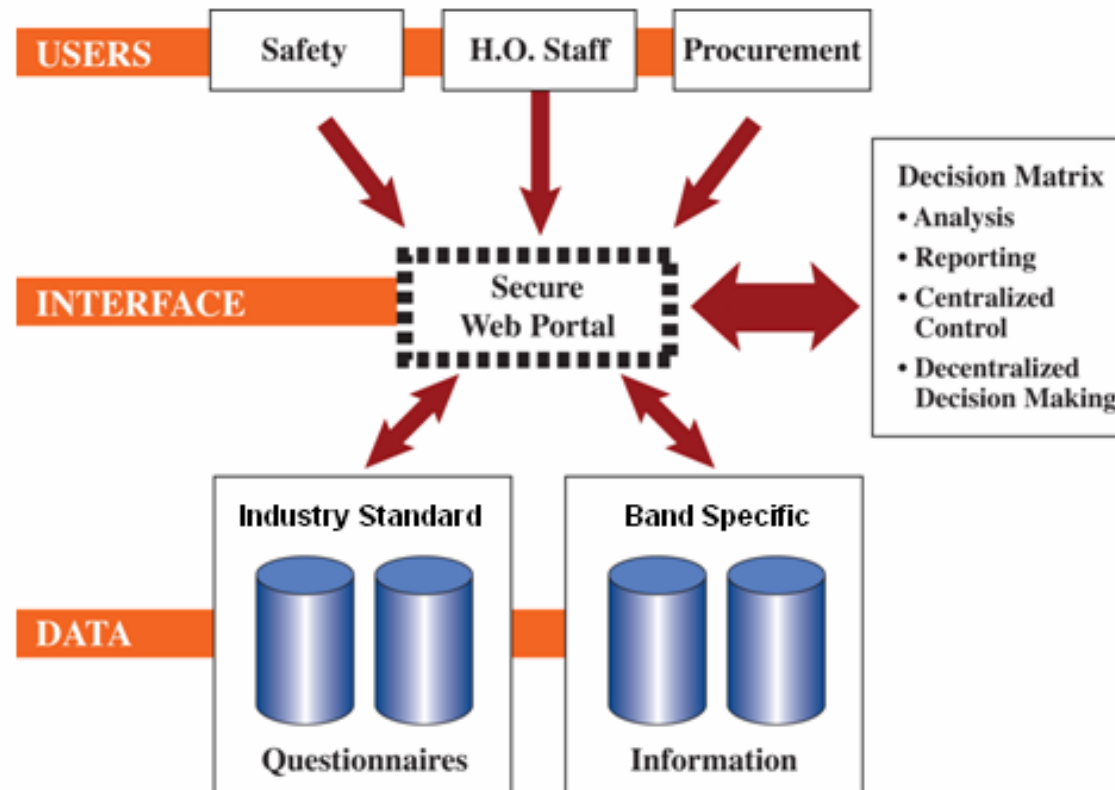 USERS
Safety
H.O. Staff
Procurement
Decision Matrix
• Analysis
• Reporting
• Centralized
Control
• Decentralized
Decision Making
INTERFACE
Secure
Web Portal
Industry Standard
Band Specific
DATA
Questionnaires
Information